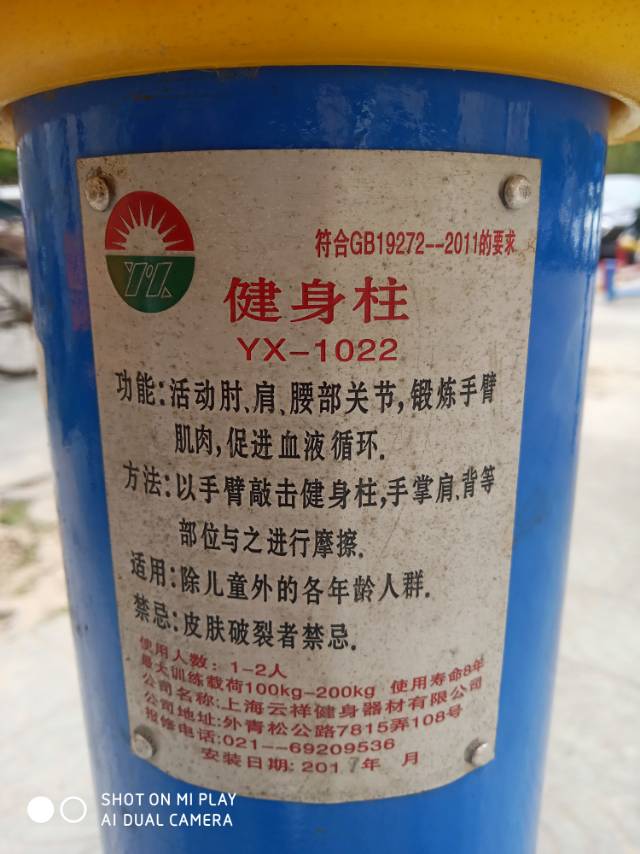 符合GB19272--2011的要求
健身柱
YX-1022
功能:活动肘、肩、腰部关节,锻炼手臂
肌肉,促进血液循环.
方法:以手臂敲击健身柱,手掌肩、背等
部位与之进行摩擦.
适用:除儿童外的各年龄人群.
禁忌:皮肤破裂者禁忌.
使用人数: 1-2人
最大训练载荷100kg-200kg 使用寿命8年
公司名称:上海云祥健身器材有限公司
公司地址:外青松公路7815弄108号
报修电话:021--69209536
安装日期: 2017年 月
SHOT ON MI PLAY
AI DUAL CAMERA